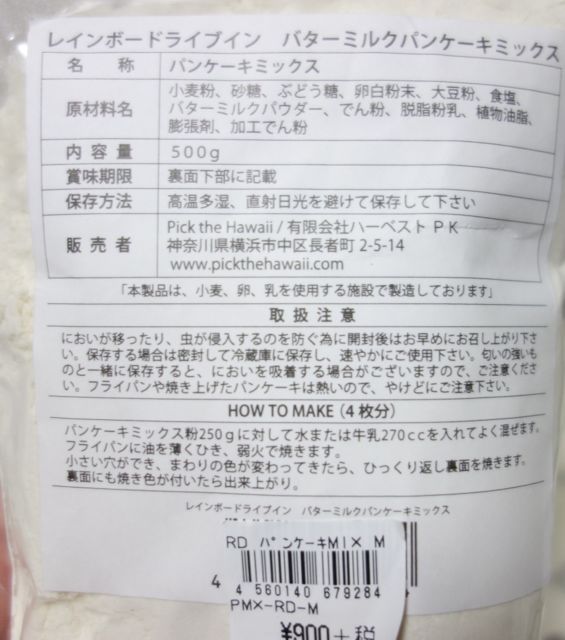 レインボードライブイン　バターミルクパンケーキミックス
名　称　パンケーキミックス
原材料名　小麦粉、砂糖、ぶどう糖、卵白粉末、大豆粉、食塩、
バターミルクパウダー、でん粉、脱脂粉乳、植物油脂、
膨張剤、加工でん粉
内容量　500g
賞味期限　裏面下部に記載
保存方法　高温多湿、直射日光を避けて保存して下さい
販売者　Pick the Hawaii / 有限会社ハーベストＰＫ
神奈川県横浜市中区長者町 2-5-14
www.pickthehawaii.com
「本製品は、小麦、卵、乳を使用する施設で製造しております」
取扱注意
においが移ったり、虫が侵入するのを防ぐ為に開封後はお早めにお召し上がり下さ
い。保存する場合は密封して冷蔵庫に保存し、速やかにご使用下さい。匂いの強いも
のと一緒に保存すると、においを吸着する場合がございますので、ご注意くださ
い。フライパンや焼き上げたパンケーキは熱いので、やけどにご注意下さい。
HOW TO MAKE（4枚分）
パンケーキミックス粉250ｇに対して水または牛乳270ｃｃを入れてよく混ぜます。
フライパンに油を薄くひき、弱火で焼きます。
小さい穴ができ、まわりの色が変わってきたら、ひっくり返し裏面を焼きます。
裏面にも焼き色が付いたら出来上がり。
レインボードライブイン　バターミルクパンケーキミックス
RD パンケーキMIX M
4
4 560140 679284
PMX-RD-M
¥900+税